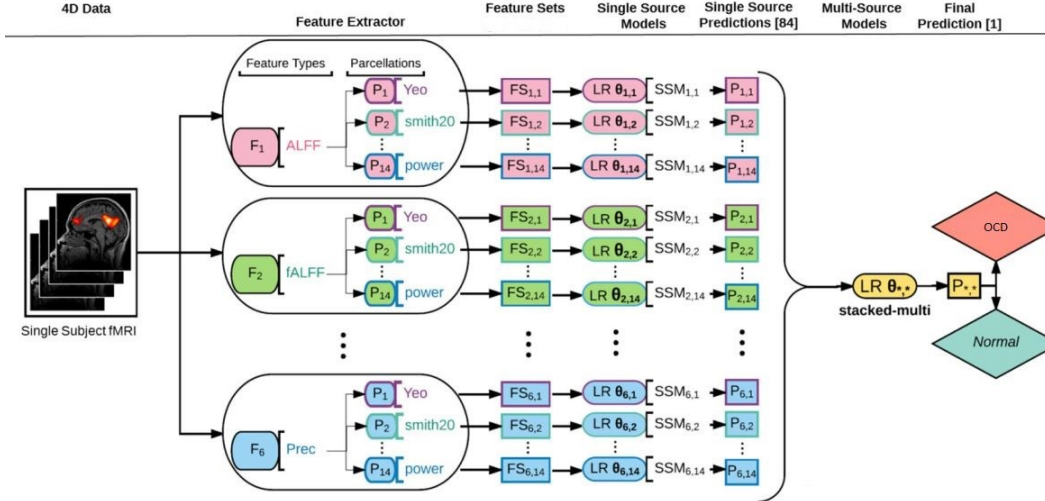 4D Data
Feature Extractor
Feature Sets
Single Source Models
Single Source Predictions [84]
Multi-Source Models
Final Prediction [1]
Feature Types
Parcellations
F1
ALFF
P1 Yeo
P2 smith20
P14 power
FS1,1 LR θ1,1 SSM1,1 P1,1
FS1,2 LR θ1,2 SSM1,2 P1,2
FS1,14 LR θ1,14 SSM1,14 P1,14
Single Subject fMRI
F2
fALFF
P1 Yeo
P2 smith20
P14 power
FS2,1 LR θ2,1 SSM2,1 P2,1
FS2,2 LR θ2,2 SSM2,2 P2,2
FS2,14 LR θ2,14 SSM2,14 P2,14
F6
Prec
P1 Yeo
P2 smith20
P14 power
FS6,1 LR θ6,1 SSM6,1 P6,1
FS6,2 LR θ6,2 SSM6,2 P6,2
FS6,14 LR θ6,14 SSM6,14 P6,14
LR θ*,*
stacked-multi
P*,*
OCD
Normal